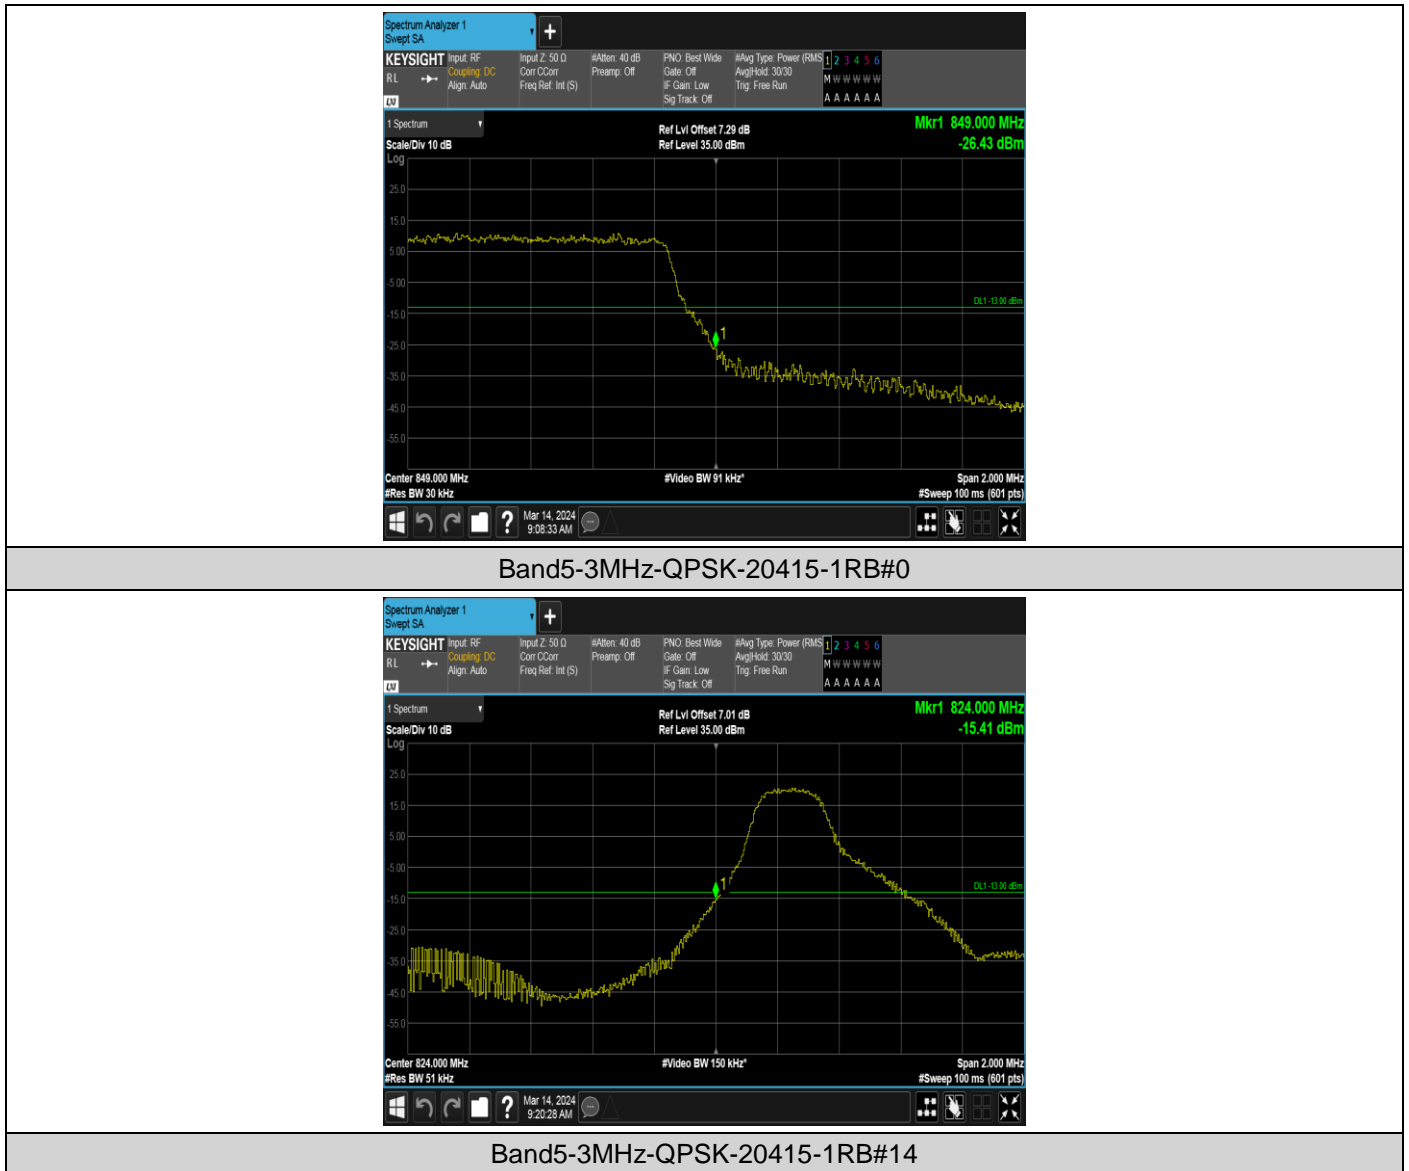 Spectrum Analyzer 1
Swept SA
+
KEYSIGHT Input: RF Input Z: 50 Ω #Atten: 40 dB PNO: Best Wide #Avg Type: Power (RMS 1 2 3 4 5 6
RL Coupling: DC Corr CCorr Preamp: Off Gate: Off Avg|Hold: 30/30 M W W W W W
Align: Auto Freq Ref: Int (S) IF Gain: Low Trig: Free Run
LXI Sig Track: Off A A A A A A
1 Spectrum Ref Lvl Offset 7.29 dB Mkr1 849.000 MHz
Scale/Div 10 dB Ref Level 35.00 dBm -26.43 dBm
Log
25.0
15.0
5.00
-5.00
DL1 -13.00 dBm
-15.0
1
-25.0
-35.0
-45.0
-55.0
Center 849.000 MHz #Video BW 91 kHz* Span 2.000 MHz
#Res BW 30 kHz #Sweep 100 ms (601 pts)
? Mar 14, 2024
9:08:33 AM
Band5-3MHz-QPSK-20415-1RB#0
Spectrum Analyzer 1
Swept SA
+
KEYSIGHT Input: RF Input Z: 50 Ω #Atten: 40 dB PNO: Best Wide #Avg Type: Power (RMS 1 2 3 4 5 6
RL Coupling: DC Corr CCorr Preamp: Off Gate: Off Avg|Hold: 30/30 M W W W W W
Align: Auto Freq Ref: Int (S) IF Gain: Low Trig: Free Run
LXI Sig Track: Off A A A A A A
1 Spectrum Ref Lvl Offset 7.01 dB Mkr1 824.000 MHz
Scale/Div 10 dB Ref Level 35.00 dBm -15.41 dBm
Log
25.0
15.0
5.00
-5.00
DL1 -13.00 dBm
1
-15.0
-25.0
-35.0
-45.0
-55.0
Center 824.000 MHz #Video BW 150 kHz* Span 2.000 MHz
#Res BW 51 kHz #Sweep 100 ms (601 pts)
? Mar 14, 2024
9:20:28 AM
Band5-3MHz-QPSK-20415-1RB#14